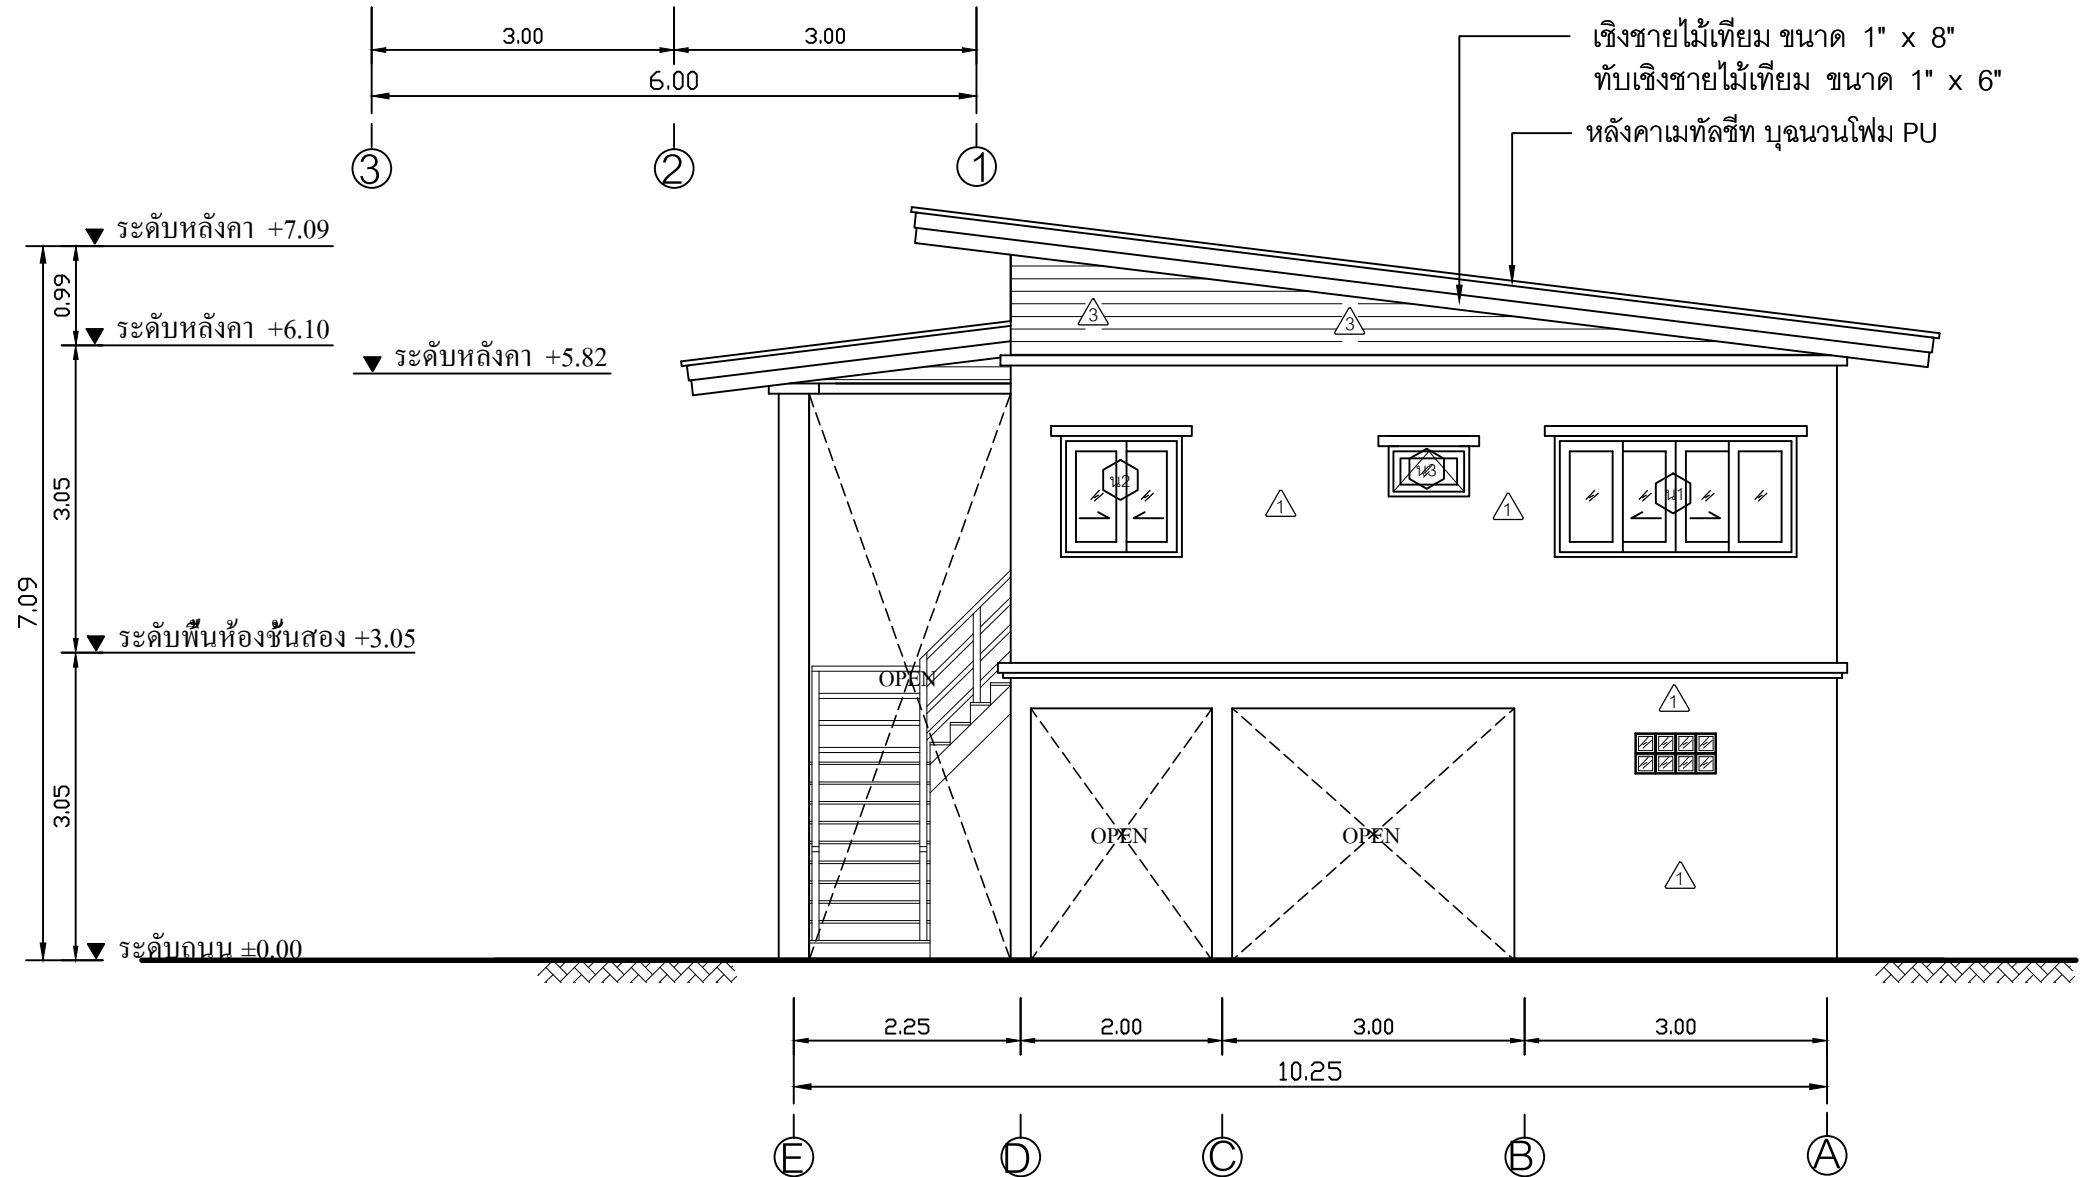 3.00 3.00
6.00
3 2 1
เชิงชายไม้เทียม ขนาด 1" x 8"
ทับเชิงชายไม้เทียม ขนาด 1" x 6"
หลังคาเมทัลชีท บุฉนวนโฟม PU
ระดับหลังคา +7.09
0.99
ระดับหลังคา +6.10
ระดับหลังคา +5.82
3 3
3.05
น2 น3 น1
1 1
7.09
ระดับพื้นห้องชั้นสอง +3.05
OPEN
1
3.05
OPEN OPEN
1
ระดับถนน ±0.00
2.25 2.00 3.00 3.00
10.25
E D C B A